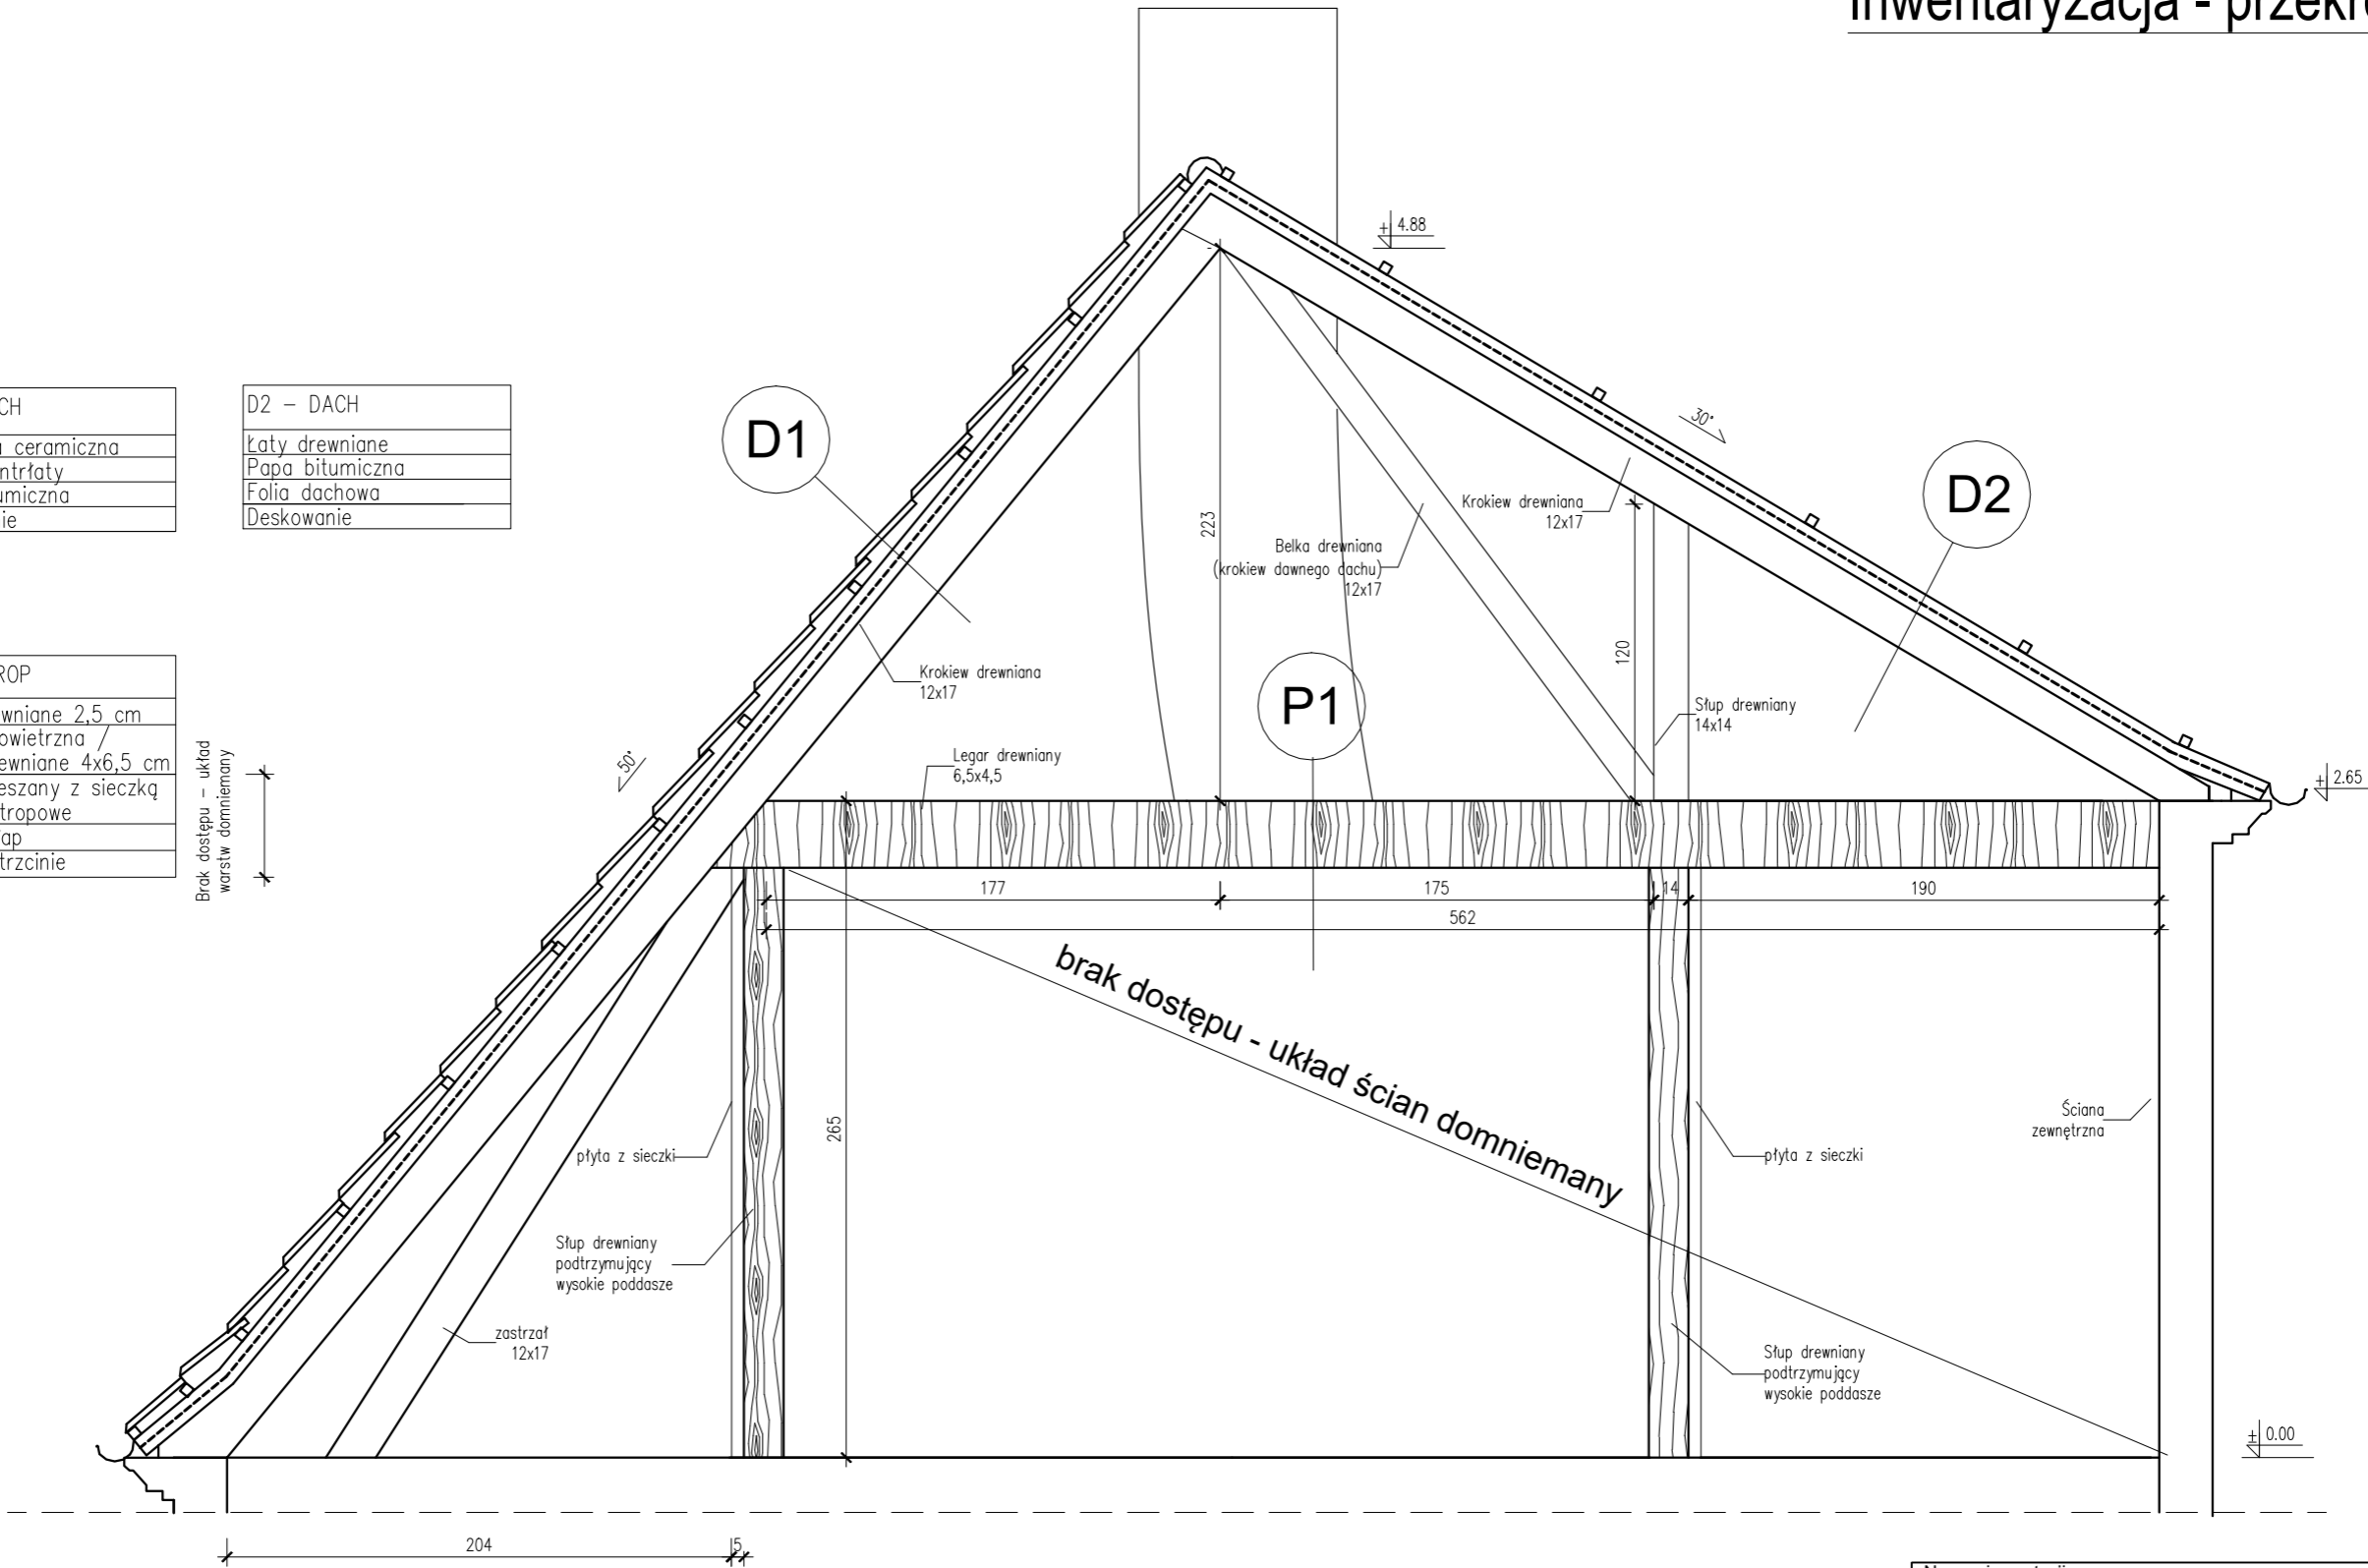 Inwentaryzacja - przekr
+ 4.88
CH
a ceramiczna
ntrłaty
umiczna
ie
D2 – DACH
Łaty drewniane
Papa bitumiczna
Folia dachowa
Deskowanie
D1
30°
D2
Krokiew drewniana
12x17
223
Belka drewniana
(krokiew dawnego dachu)
12x17
120
ROP
wniane 2,5 cm
owietrzna
ewniane 4x6,5 cm
eszany z sieczką
tropowe
ap
trzcinie
Brak dostępu – układ
warstw domniemany
Krokiew drewniana
12x17
P1
Słup drewniany
14x14
50°
Legar drewniany
6,5x4,5
+ 2.65
177
175
14
190
562
brak dostępu - układ ścian domniemany
265
płyta z sieczki
płyta z sieczki
Ściana
zewnętrzna
Słup drewniany
podtrzymujący
wysokie poddasze
zastrzał
12x17
Słup drewniany
podtrzymujący
wysokie poddasze
± 0.00
204
5